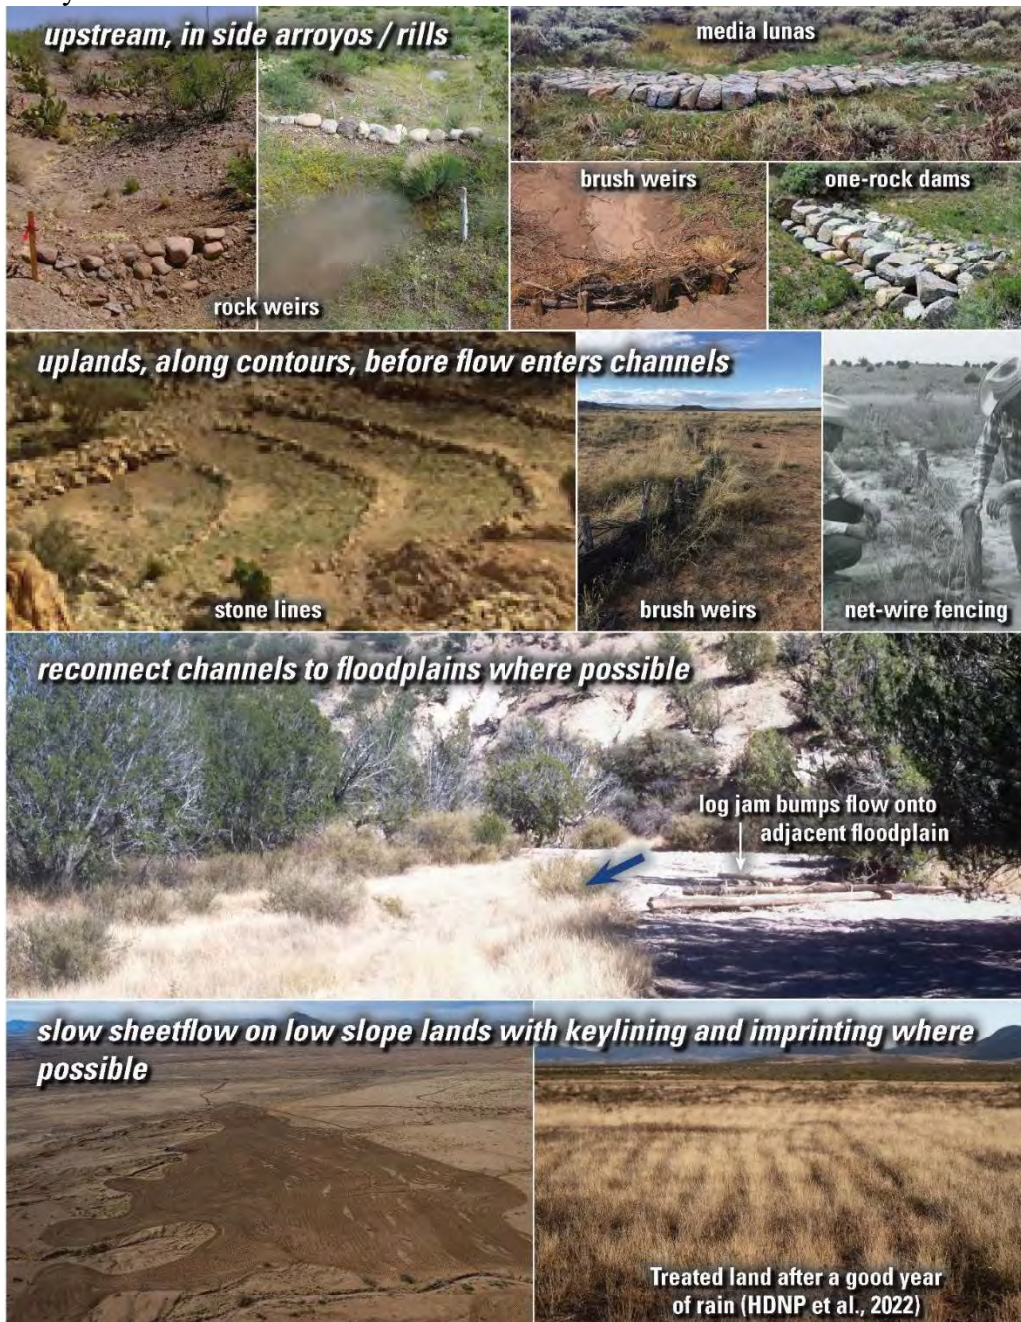 upstream, in side arroyos / rills
media lunas
brush weirs
one-rock dams
rock weirs
uplands, along contours, before flow enters channels
stone lines
brush weirs
net-wire fencing
reconnect channels to floodplains where possible
log jam bumps flow onto
adjacent floodplain
slow sheetflow on low slope lands with keylining and imprinting where
possible
Treated land after a good year
of rain (HDNP et al., 2022)